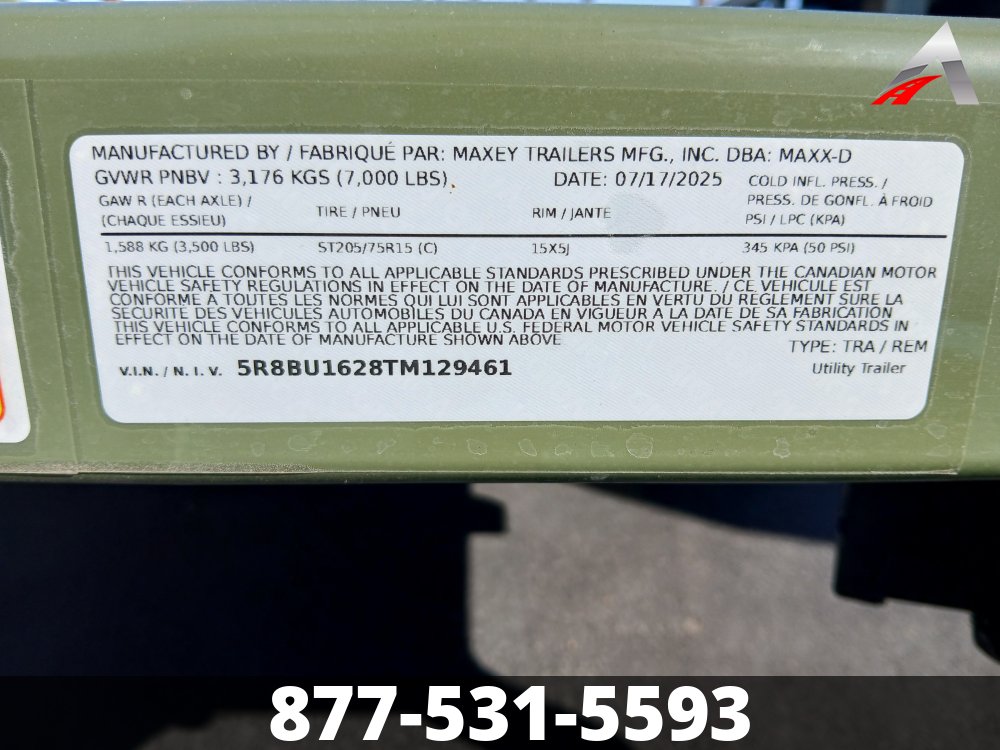 MANUFACTURED BY / FABRIQUÉ PAR: MAXEY TRAILERS MFG., INC. DBA: MAXX-D
GVWR PNBV : 3,176 KGS (7,000 LBS). DATE: 07/17/2025
GAW R (EACH AXLE) /
(CHAQUE ESSIEU)
TIRE / PNEU
RIM / JANTE
COLD INFL. PRESS. /
PRESS. DE GONFL. À FROID
PSI / LPC (KPA)
1,588 KG (3,500 LBS) ST205/75R15 (C) 15X5J 345 KPA (50 PSI)
THIS VEHICLE CONFORMS TO ALL APPLICABLE STANDARDS PRESCRIBED UNDER THE CANADIAN MOTOR
VEHICLE SAFETY REGULATIONS IN EFFECT ON THE DATE OF MANUFACTURE. / CE VEHICULE EST
CONFORME A TOUTES LES NORMES QUI LUI SONT APPLICABLES EN VERTU DU REGLEMENT SURE LA
SECURITE DES VEHICULES AUTOMOBILES DU CANADA EN VIGUEUR A LA DATE DE SA FABRICATION
THIS VEHICLE CONFORMS TO ALL APPLICABLE U.S. FEDERAL MOTOR VEHICLE SAFETY STANDARDS IN
EFFECT ON THE DATE OF MANUFACTURE SHOWN ABOVE
TYPE: TRA / REM
V.I.N. / N. I. V. 5R8BU1628TM129461
Utility Trailer
877-531-5593